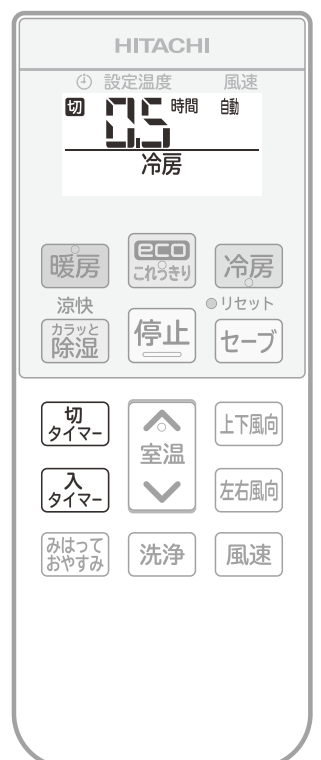 HITACHI
設定温度 風速
切 0.5 時間 自動
冷房
暖房 eco これっきり 冷房
涼快 リセット
カラッと 除湿 停止 セーブ
切タイマー 室温 上下風向
入タイマー 左右風向
みはっておやすみ 洗浄 風速